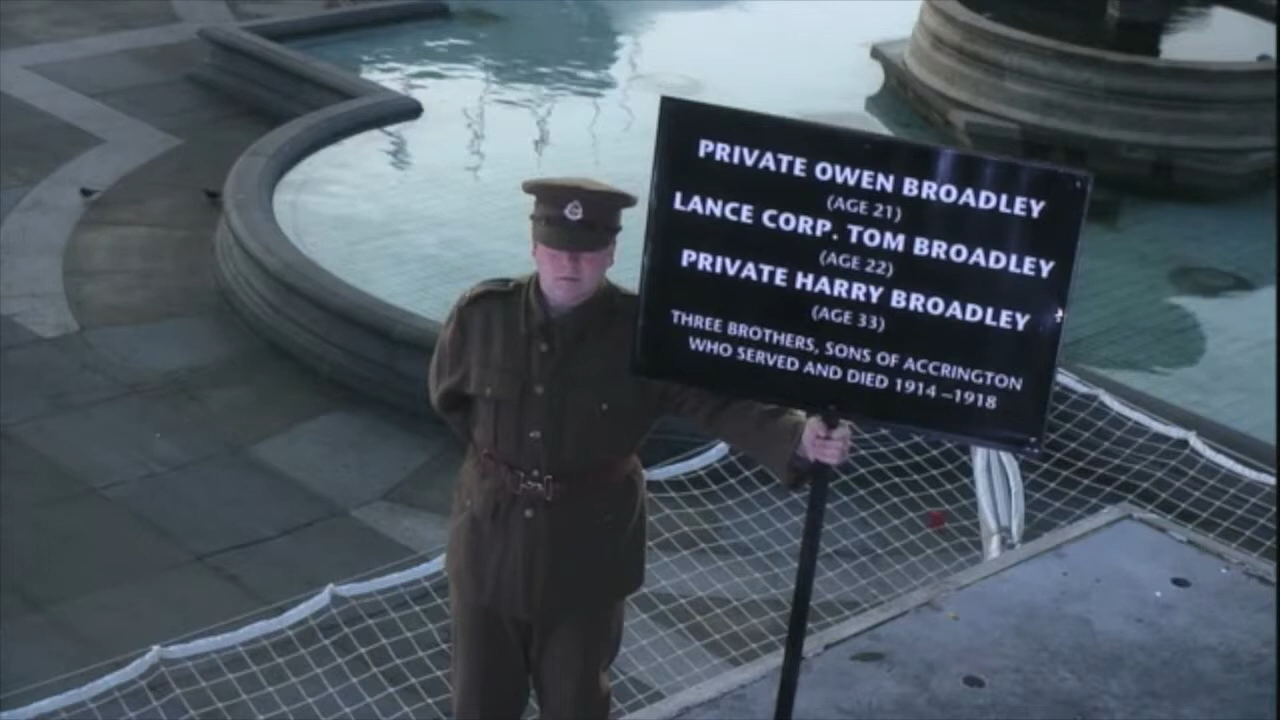 PRIVATE OWEN BROADLEY
(AGE 21)
LANCE CORP. TOM BROADLEY
(AGE 22)
PRIVATE HARRY BROADLEY
(AGE 33)
THREE BROTHERS, SONS OF ACCRINGTON
WHO SERVED AND DIED 1914 – 1918